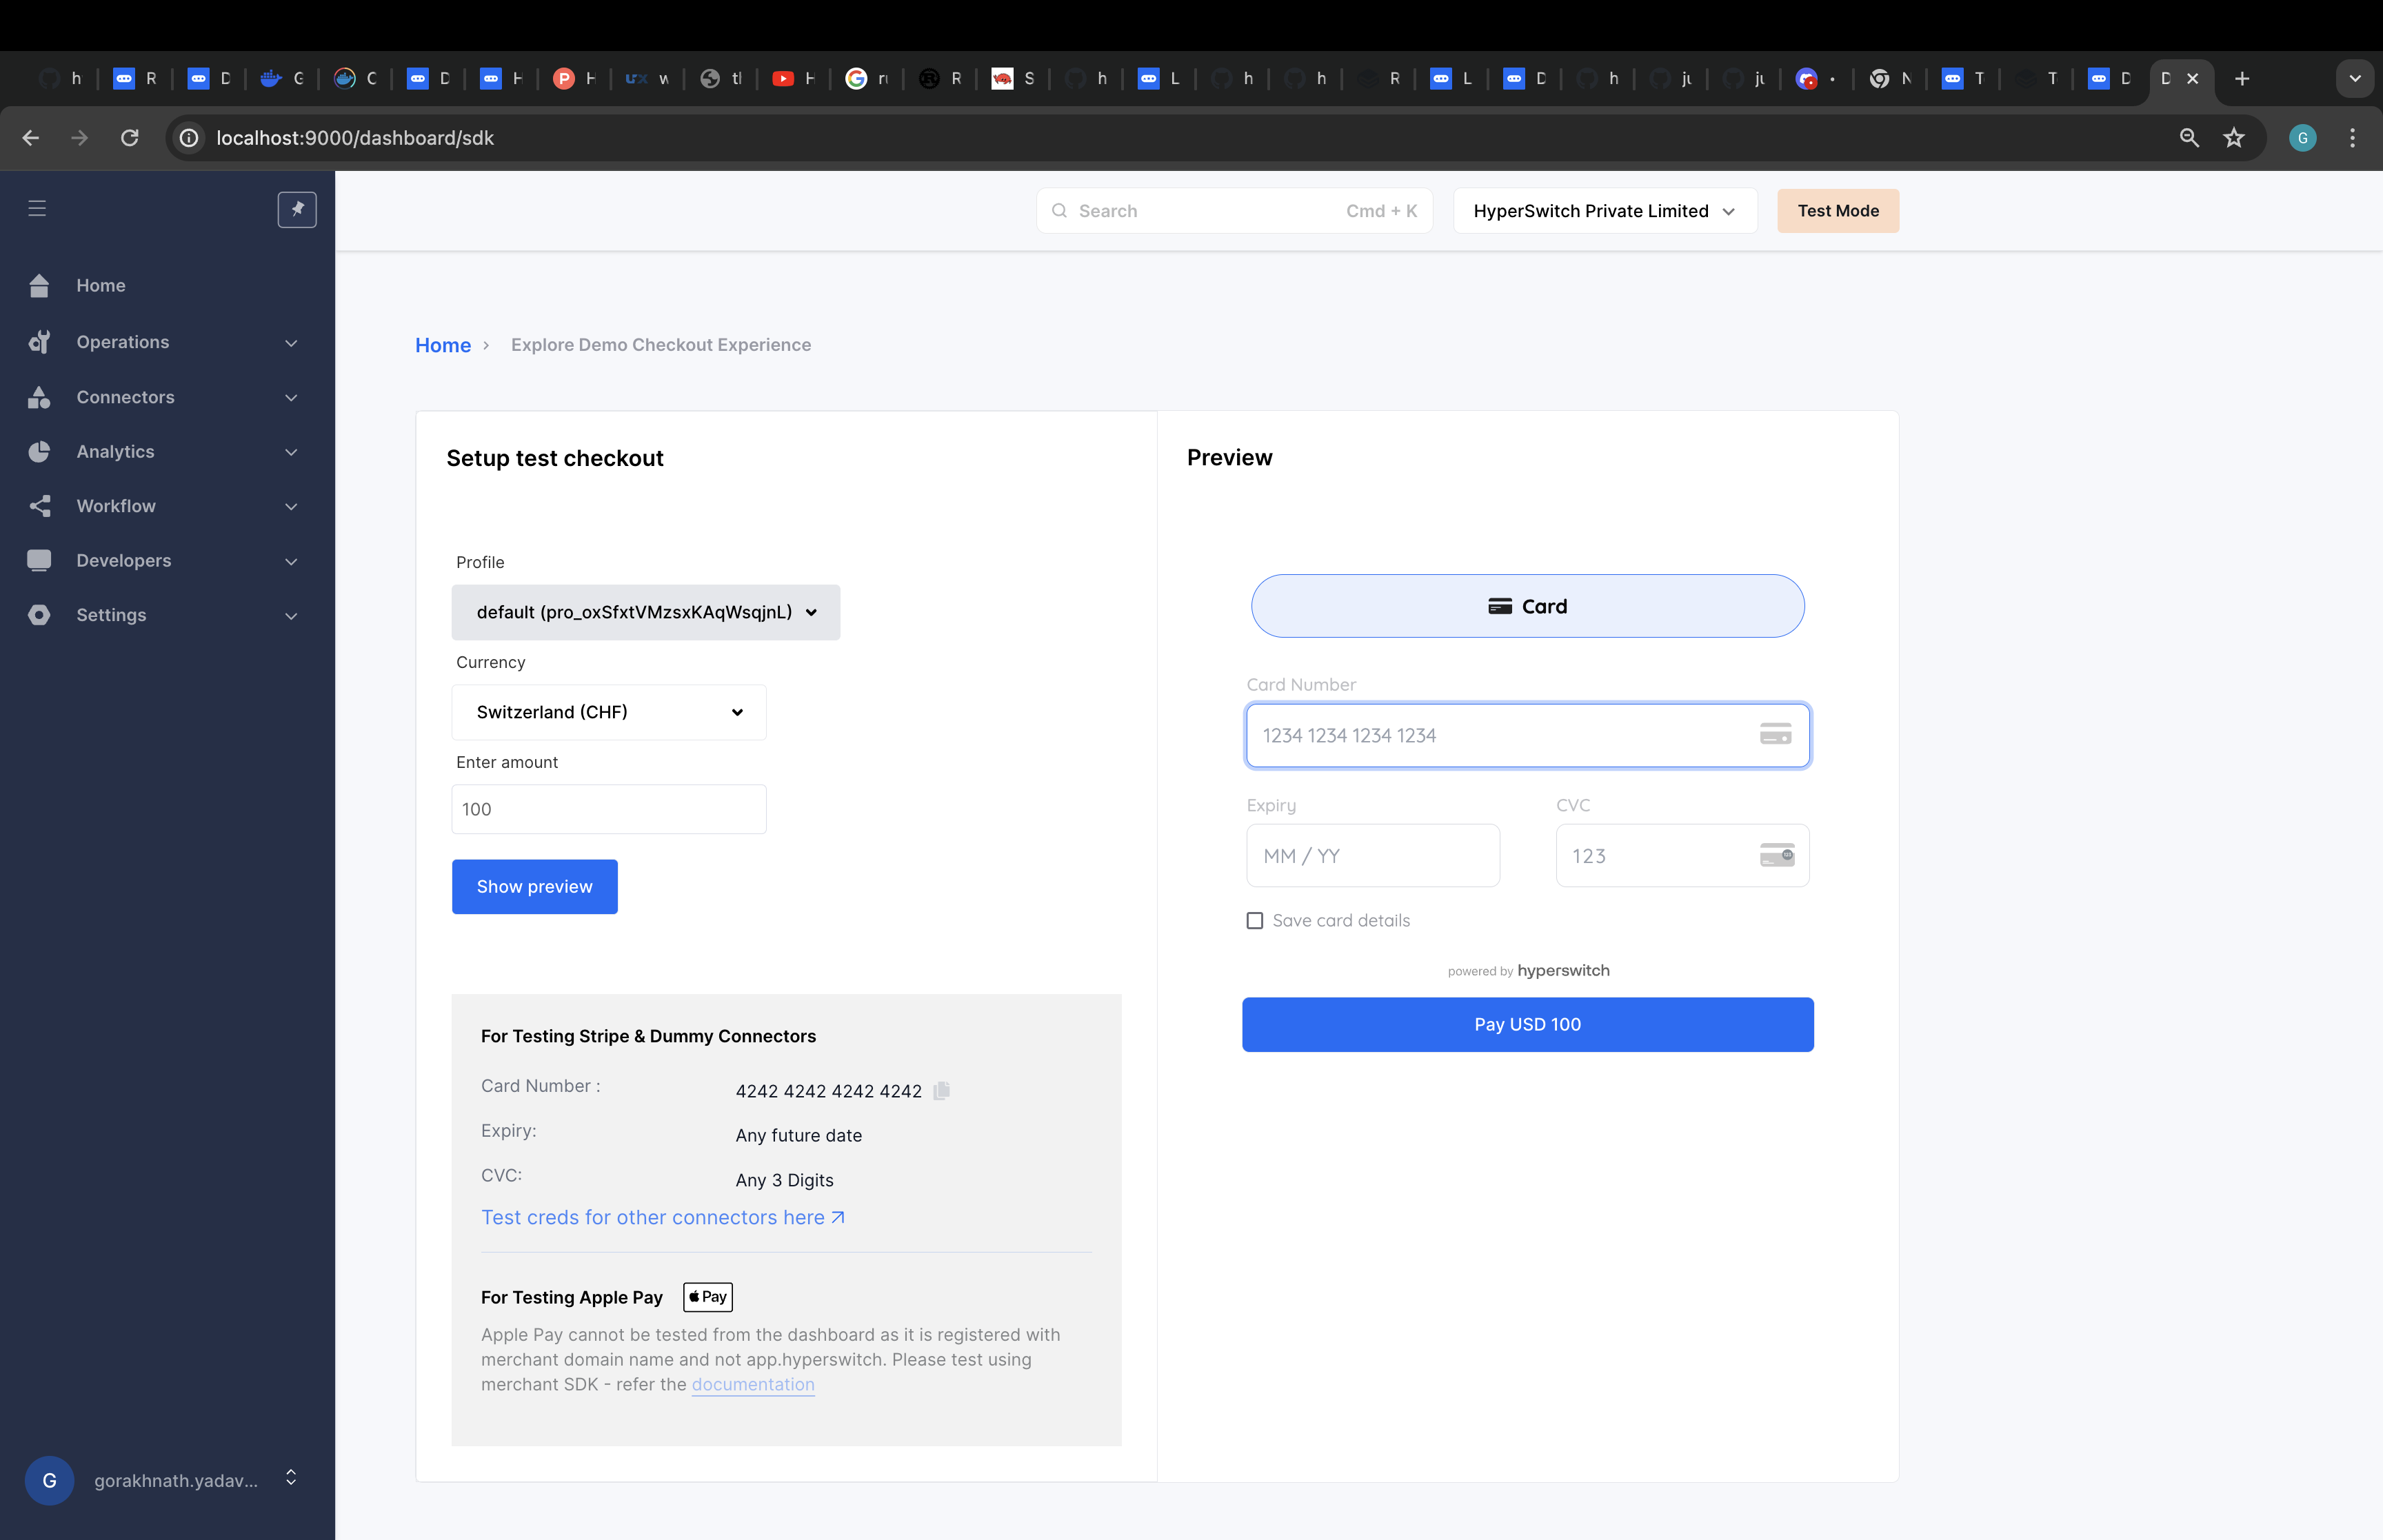 h R D G C D H P H UX w tl H G rι R S h L h h R L D h jι jι • N T T D D
localhost:9000/dashboard/sdk G
Search Cmd + K HyperSwitch Private Limited Test Mode
Home
Operations
Connectors
Analytics
Workflow
Developers
Settings
G gorakhnath.yadav...
Home Explore Demo Checkout Experience
Setup test checkout
Profile
default (pro_oxSfxtVMzsxKAqWsqjnL)
Currency
Switzerland (CHF)
Enter amount
100
Show preview
For Testing Stripe & Dummy Connectors
Card Number : 4242 4242 4242 4242
Expiry: Any future date
CVC: Any 3 Digits
Test creds for other connectors here
For Testing Apple Pay Pay
Apple Pay cannot be tested from the dashboard as it is registered with
merchant domain name and not app.hyperswitch. Please test using
merchant SDK - refer the documentation
Preview
Card
Card Number
1234 1234 1234 1234
Expiry CVC
MM / YY 123
Save card details
powered by hyperswitch
Pay USD 100